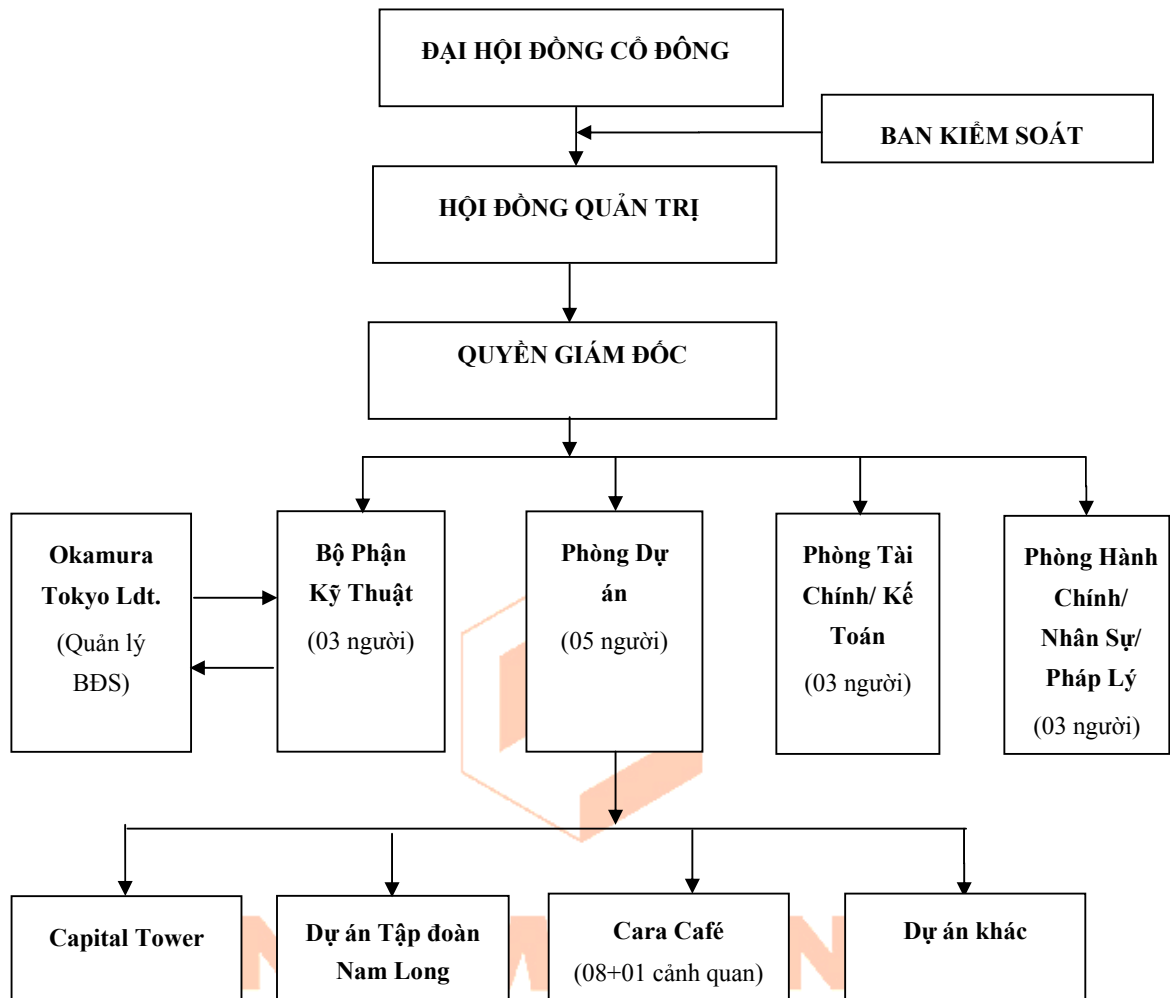 ĐẠI HỘI ĐỒNG CỔ ĐÔNG
BAN KIỂM SOÁT
HỘI ĐỒNG QUẢN TRỊ
QUYỀN GIÁM ĐỐC
Okamura
Tokyo Ldt.
(Quản lý
BĐS)
Bộ Phận
Kỹ Thuật
(03 người)
Phòng Dự
án
(05 người)
Phòng Tài
Chính/ Kế
Toán
(03 người)
Phòng Hành
Chính/
Nhân Sự/
Pháp Lý
(03 người)
Capital Tower
Dự án Tập đoàn
Nam Long
Cara Café
(08+01 cảnh quan)
Dự án khác